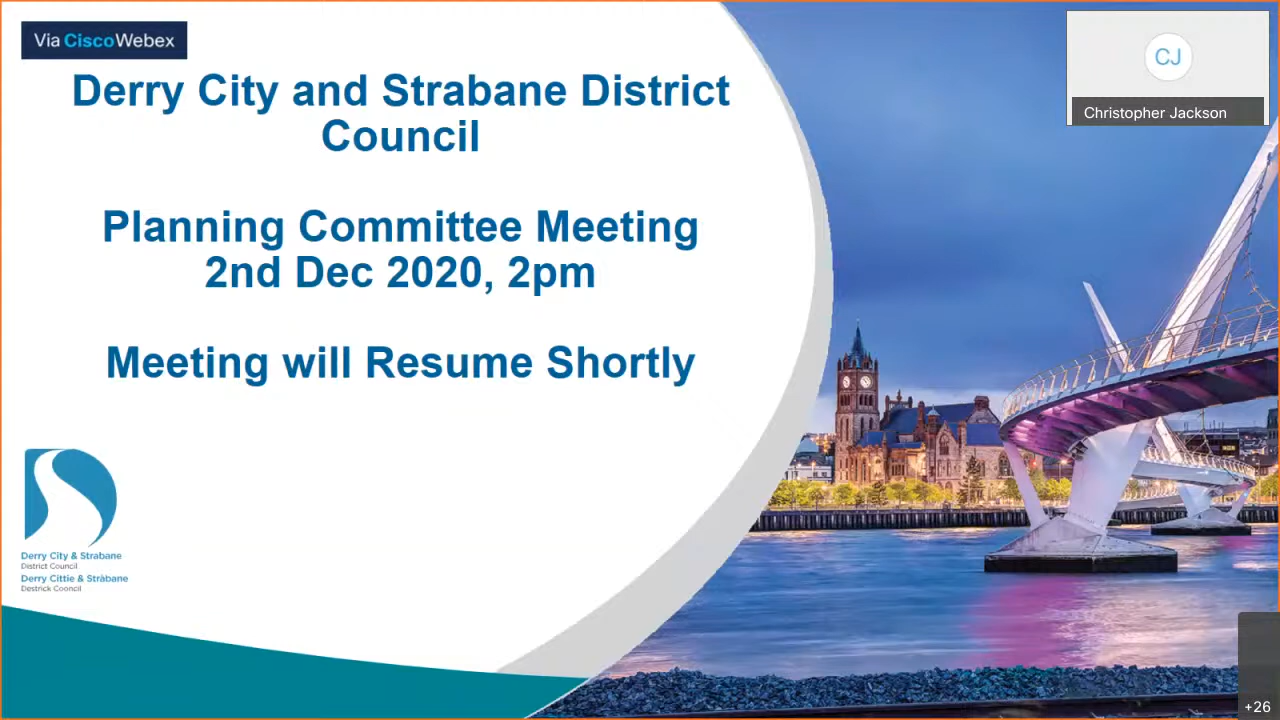 Via CiscoWebex
Derry City and Strabane District
Council
Planning Committee Meeting
2nd Dec 2020, 2pm
Meeting will Resume Shortly
CJ
Christopher Jackson
Derry City & Strabane
District Council
Derry Cittie & Stràbane
Destrick Cooncil
+26